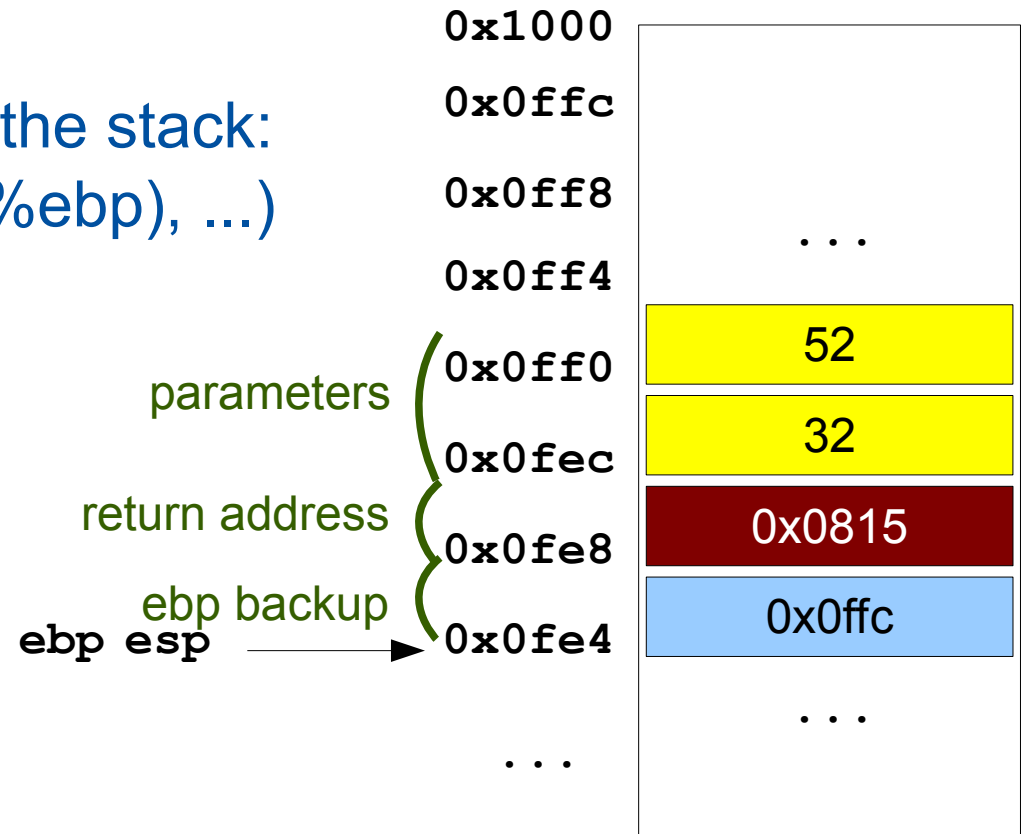 the stack:
%ebp), ...)
0x1000
0x0ffc
0x0ff8
...
0x0ff4
52
0x0ff0
parameters
32
0x0fec
return address
0x0815
0x0fe8
ebp backup
0x0ffc
ebp esp
0x0fe4
...
...